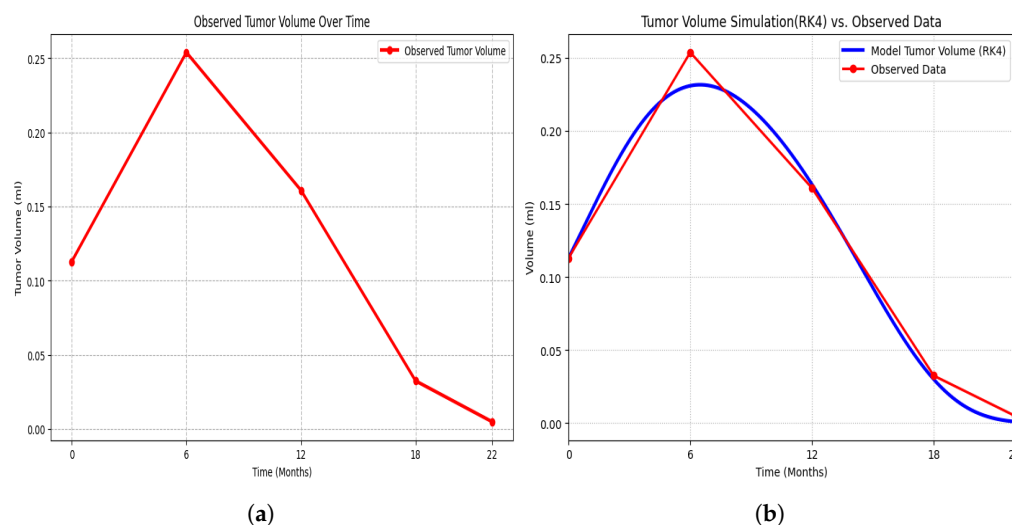 Observed Tumor Volume Over Time
Observed Tumor Volume
Tumor Volume (ml)
0.25
0.20
0.15
0.10
0.05
0.00
0 6 12 18 22
Time (Months)
(a)
Tumor Volume Simulation(RK4) vs. Observed Data
Model Tumor Volume (RK4)
Observed Data
Volume (ml)
0.25
0.20
0.15
0.10
0.05
0.00
0 6 12 18 2
Time (Months)
(b)